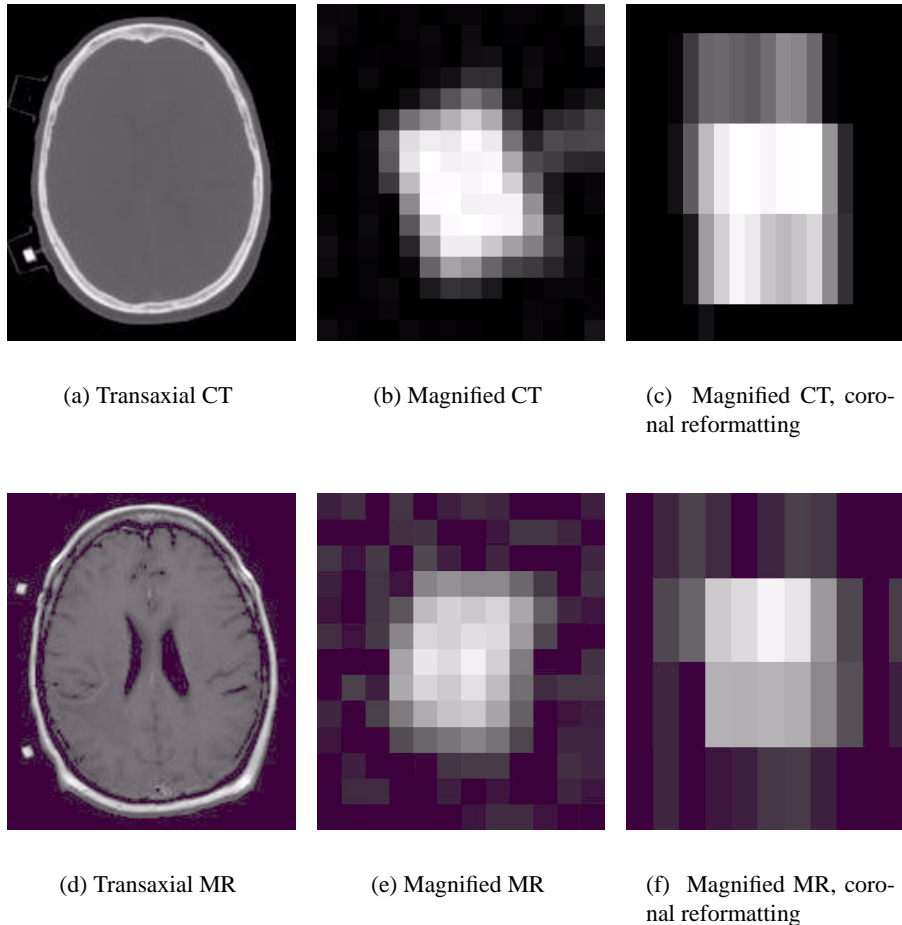 (a) Transaxial CT
(b) Magnified CT
(c) Magnified CT, coro-
nal reformatting
(d) Transaxial MR
(e) Magnified MR
(f) Magnified MR, coro-
nal reformatting